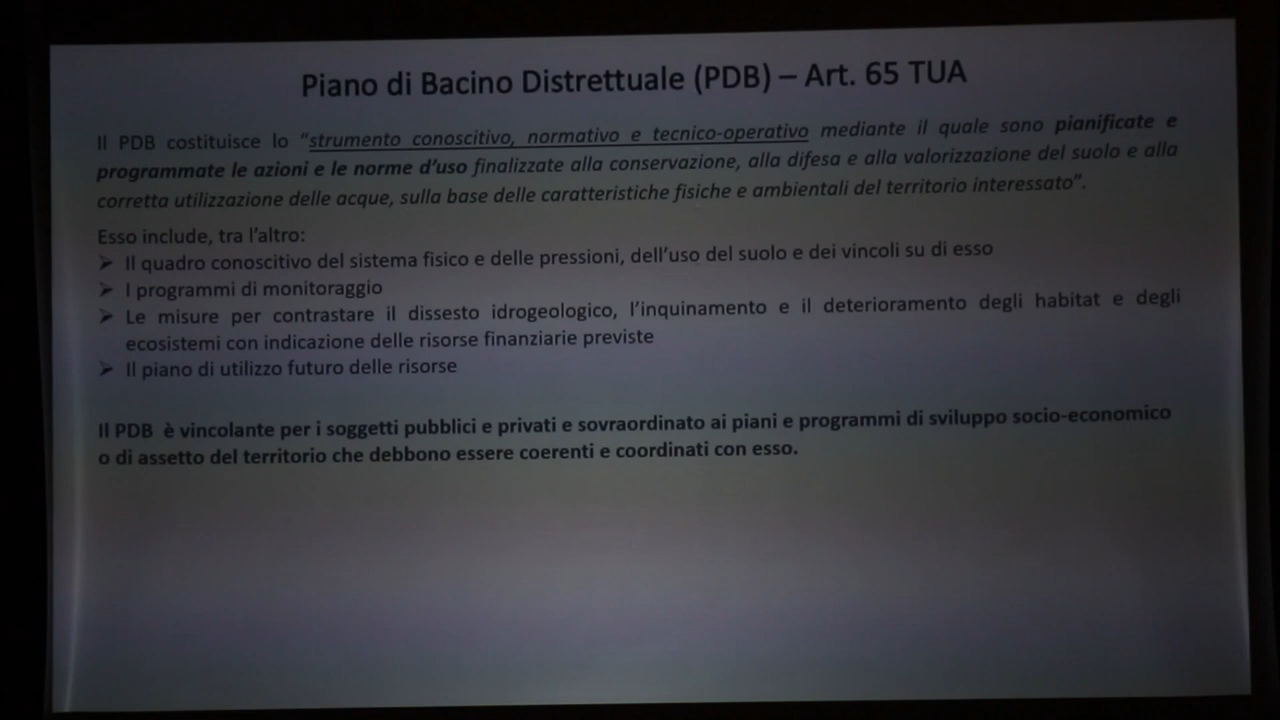 Piano di Bacino Distrettuale (PDB) – Art. 65 TUA
Il PDB costituisce lo “strumento conoscitivo, normativo e tecnico-operativo mediante il quale sono pianificate e
programmate le azioni e le norme d’uso finalizzate alla conservazione, alla difesa e alla valorizzazione del suolo e alla
corretta utilizzazione delle acque, sulla base delle caratteristiche fisiche e ambientali del territorio interessato”.
Esso include, tra l’altro:
➢ Il quadro conoscitivo del sistema fisico e delle pressioni, dell’uso del suolo e dei vincoli su di esso
➢ I programmi di monitoraggio
➢ Le misure per contrastare il dissesto idrogeologico, l’inquinamento e il deterioramento degli habitat e degli
ecosistemi con indicazione delle risorse finanziarie previste
➢ Il piano di utilizzo futuro delle risorse
Il PDB è vincolante per i soggetti pubblici e privati e sovraordinato ai piani e programmi di sviluppo socio-economico
o di assetto del territorio che debbono essere coerenti e coordinati con esso.